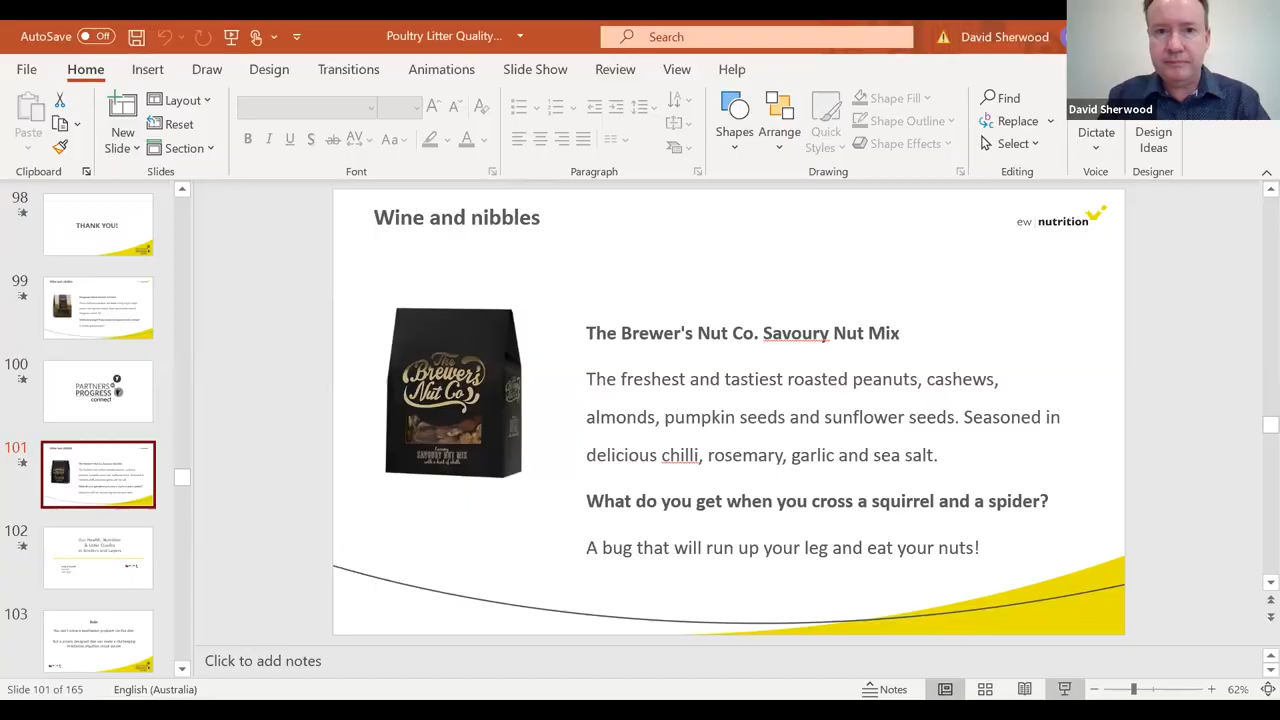 AutoSave
Off
Poultry Litter Quality...
Search
David Sherwood
David Sherwood
File
Home
Insert
Draw
Design
Transitions
Animations
Slide Show
Review
View
Help
Paste
Clipboard
New
Slide
Layout
Reset
Section
Slides
Font
Paragraph
Shapes
Arrange
Quick
Styles
Shape Fill
Shape Outline
Shape Effects
Drawing
Find
Replace
Select
Editing
Dictate
Voice
Design
Ideas
Designer
98
THANK YOU!
99
100
PARTNERS
PROGRESS
connect
101
102
103
Wine and nibbles
ew nutrition
The Brewer's Nut Co
SAVOURY NUT MIX
The Brewer's Nut Co. Savoury Nut Mix
The freshest and tastiest roasted peanuts, cashews,
almonds, pumpkin seeds and sunflower seeds. Seasoned in
delicious chilli, rosemary, garlic and sea salt.
What do you get when you cross a squirrel and a spider?
A bug that will run up your leg and eat your nuts!
Click to add notes
Slide 101 of 165
English (Australia)
Notes
62%